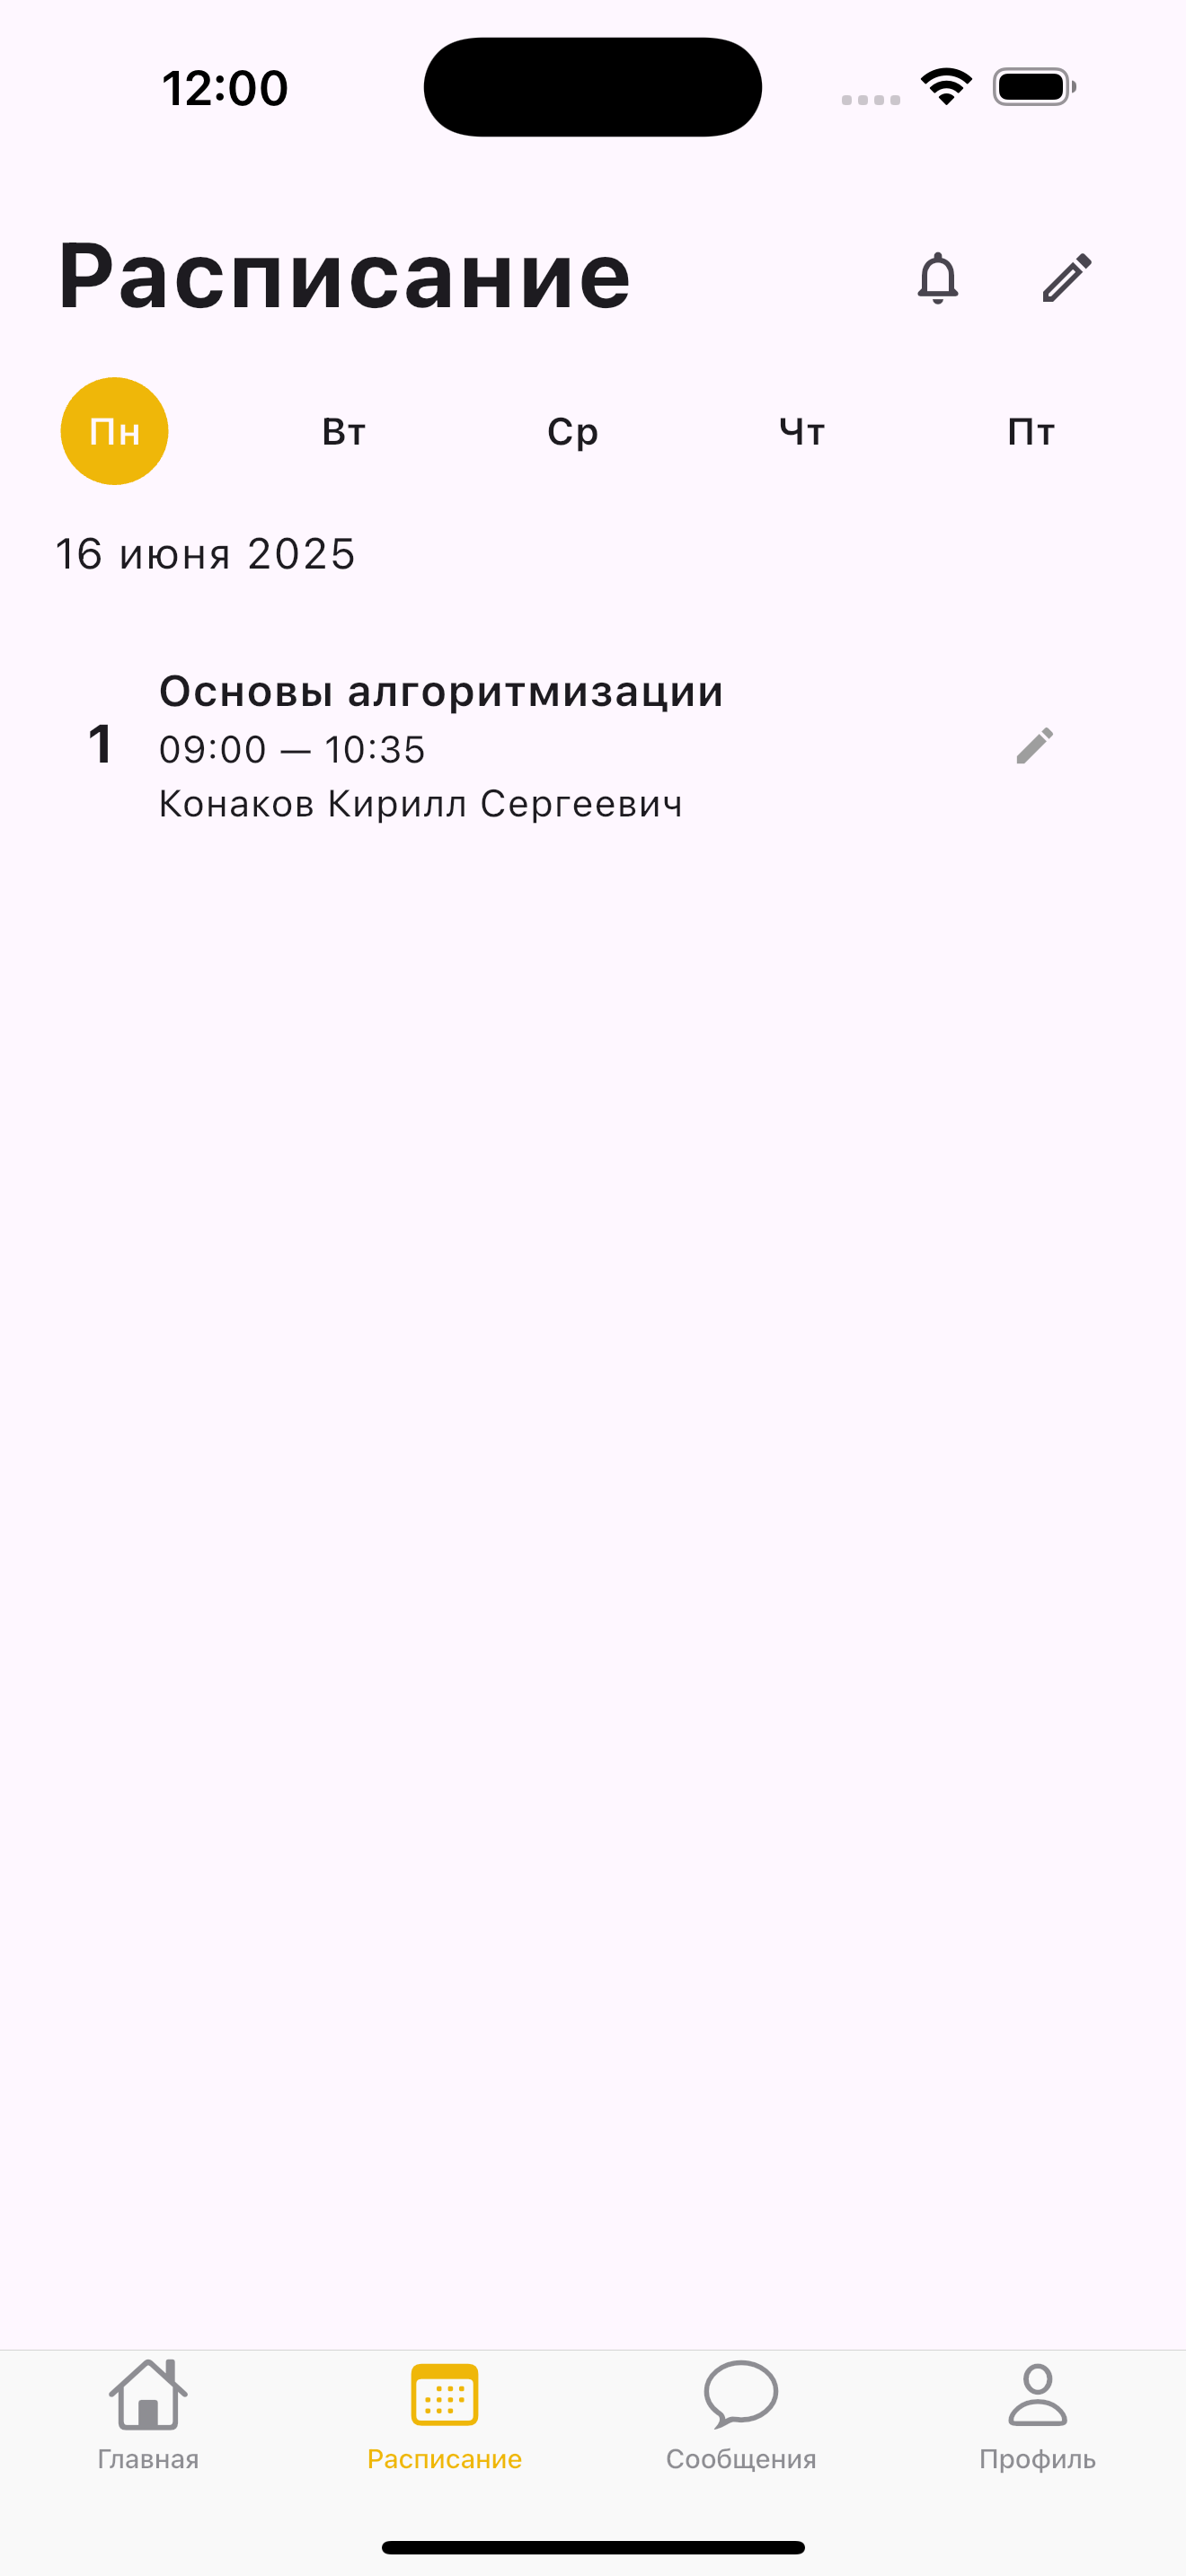 12:00
Расписание
Пн Вт Ср Чт Пт
16 июня 2025
Основы алгоритмизации
1
09:00 — 10:35
Конаков Кирилл Сергеевич
Главная Расписание Сообщения Профиль